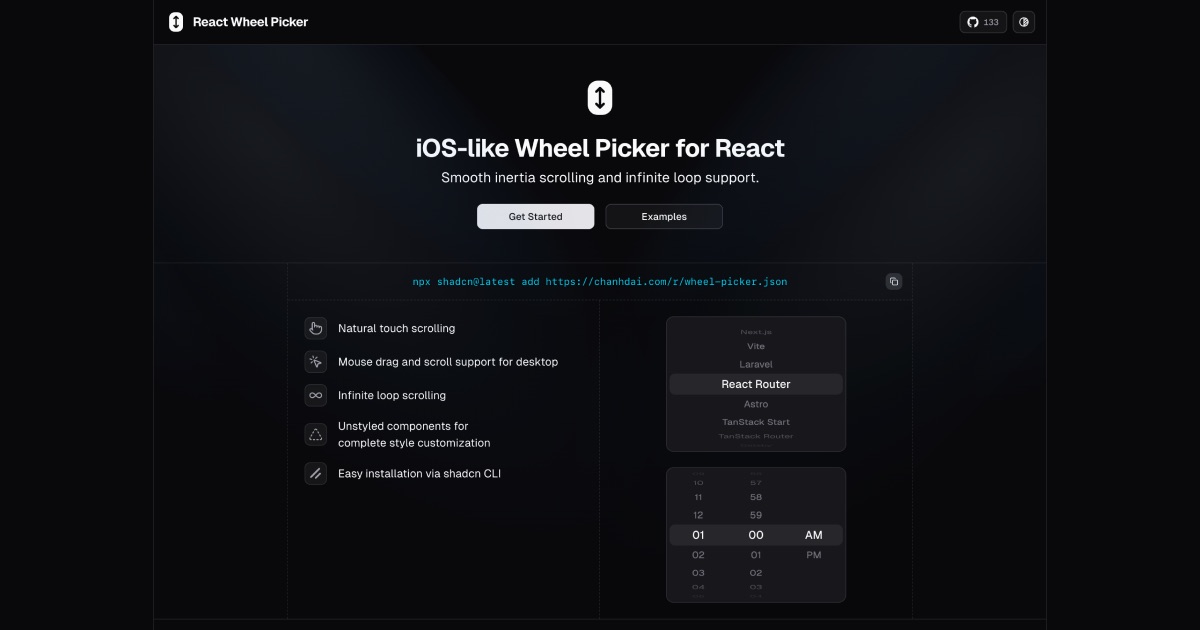 React Wheel Picker
133
iOS-like Wheel Picker for React
Smooth inertia scrolling and infinite loop support.
Get Started
Examples
npx shadcn@latest add https://chanhdai.com/r/wheel-picker.json
Natural touch scrolling
Mouse drag and scroll support for desktop
Infinite loop scrolling
Unstyled components for
complete style customization
Easy installation via shadcn CLI
Vite
Laravel
React Router
Astro
TanStack Start
TanStack Router
10 57
11 58
12 59
01 00 AM
02 01 PM
03 02
04 03